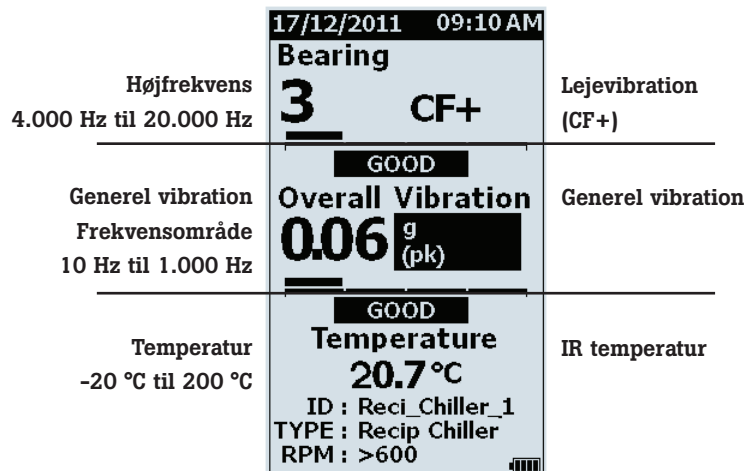 17/12/2011 09:10 AM
Bearing
Højfrekvens
4.000 Hz til 20.000 Hz
3 CF+
Lejevibration
(CF+)
GOOD
Generel vibration
Frekvensområde
10 Hz til 1.000 Hz
Overall Vibration
0.06 g
(pk)
Generel vibration
GOOD
Temperatur
-20 °C til 200 °C
Temperature
20.7 °C
IR temperatur
ID : Reci_Chiller_1
TYPE : Recip Chiller
RPM : >600